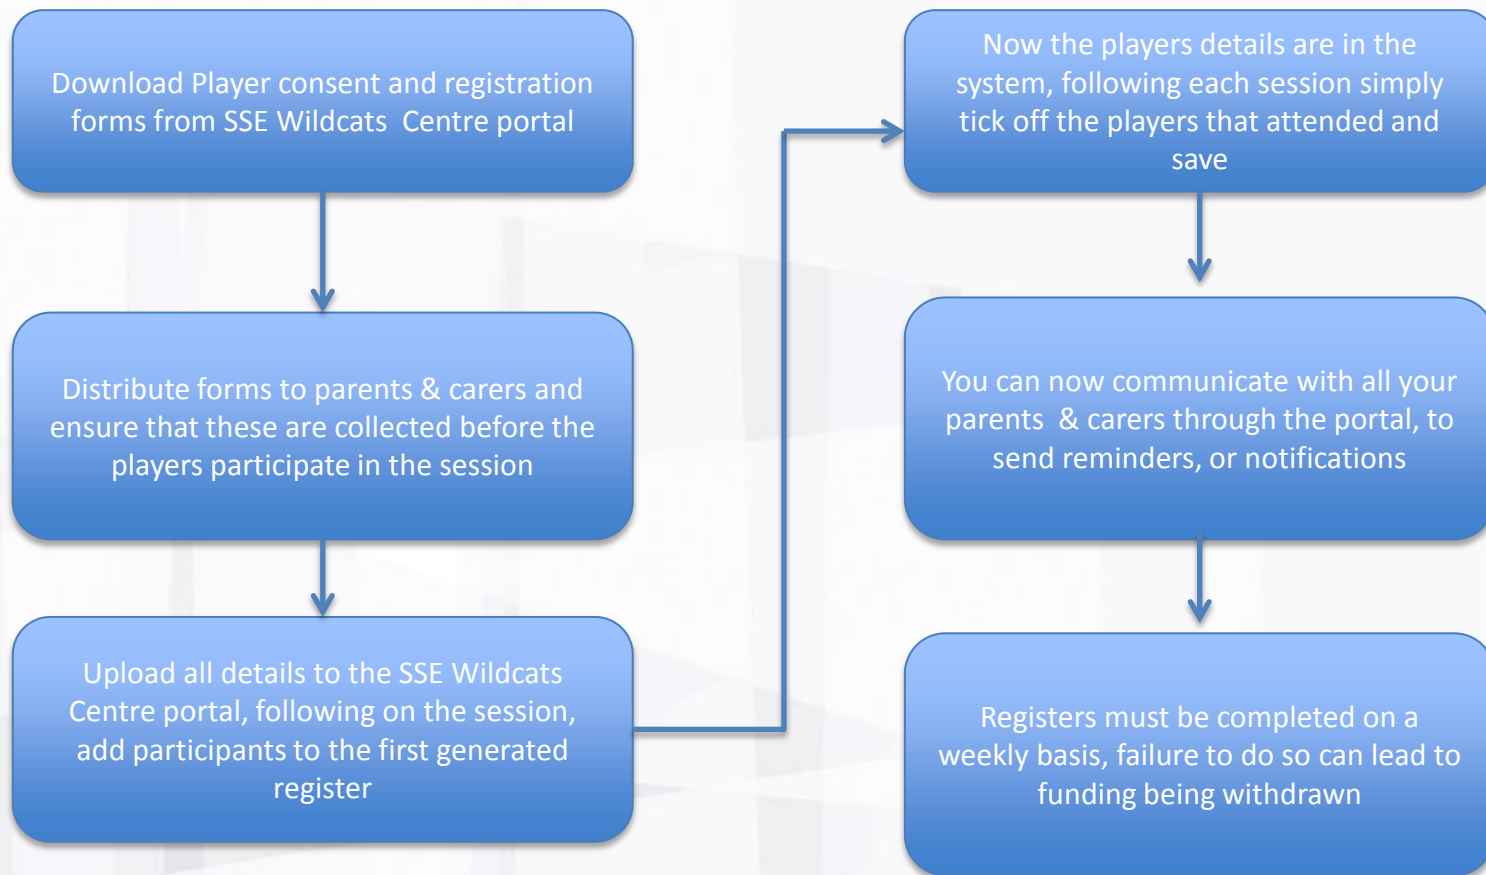 Download Player consent and registration
forms from SSE Wildcats  Centre portal
Distribute forms to parents & carers and
ensure that these are collected before the
players participate in the session
Upload all details to the SSE Wildcats
Centre portal, following on the session,
add participants to the first generated
register
Now the players details are in the
system, following each session simply
tick off the players that attended and
save
You can now communicate with all your
parents  & carers through the portal, to
send reminders, or notifications
Registers must be completed on a
weekly basis, failure to do so can lead to
funding being withdrawn